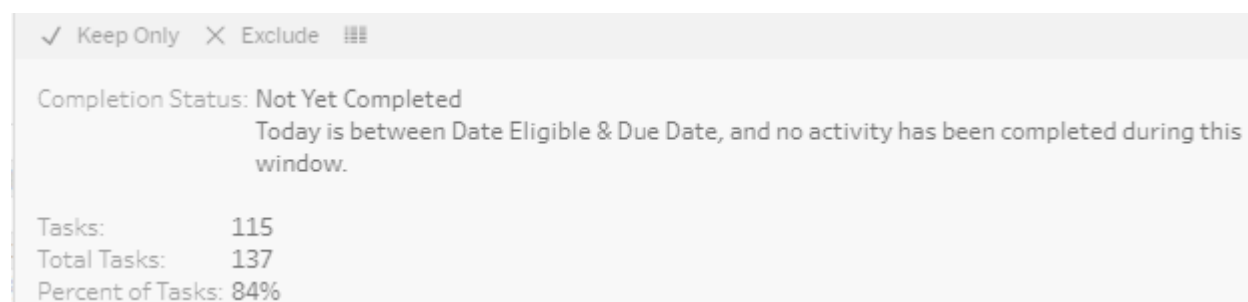 Keep Only Exclude
Completion Status: Not Yet Completed
Today is between Date Eligible & Due Date, and no activity has been completed during this
window.
Tasks: 115
Total Tasks: 137
Percent of Tasks: 84%